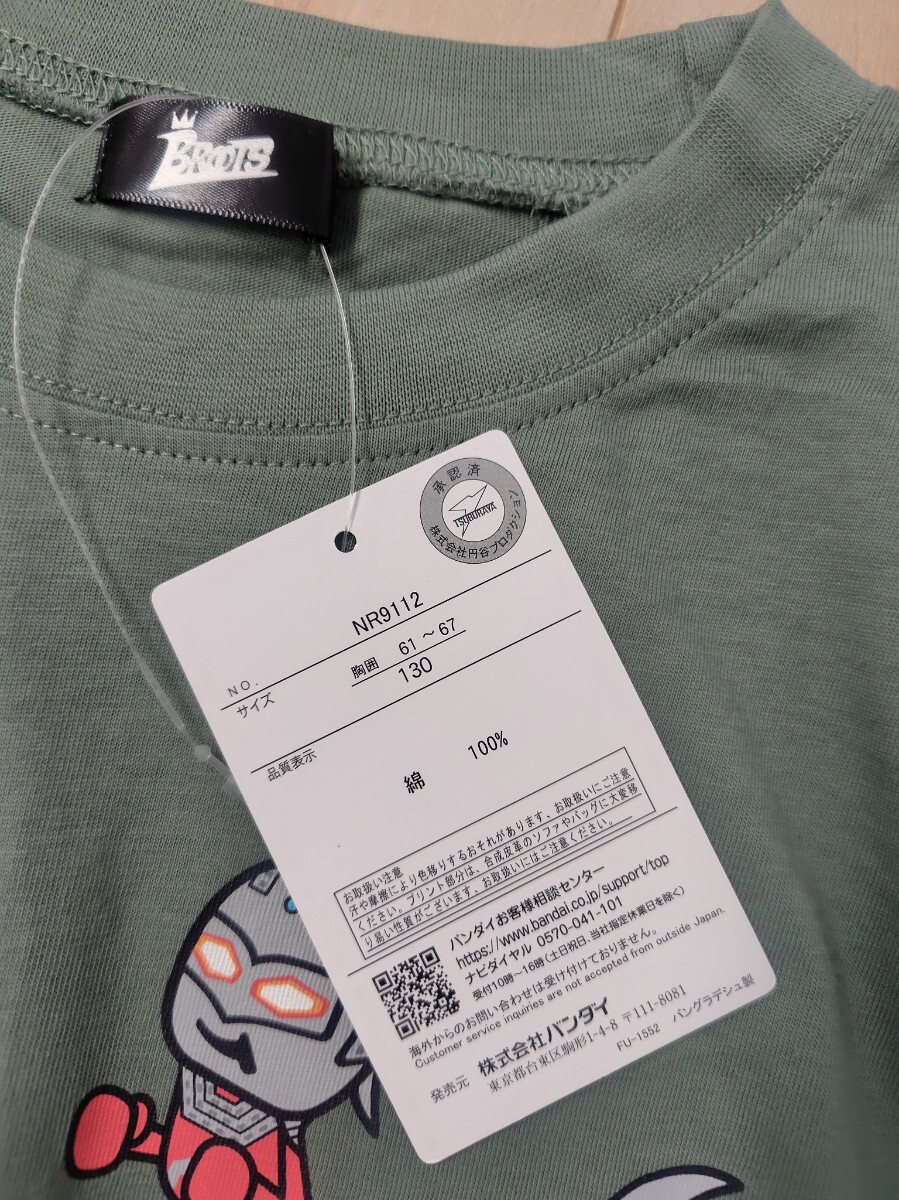 BROOTS
承認済
TSUBURAYA
株式会社円谷プロダクション
NO. NR9112
サイズ 胸囲 61～67
130
品質表示
綿 100%
お取扱い注意
汗や摩擦により色移りするおそれがあります。お取扱いにご注意
ください。プリント部分は、合成皮革のソファやバッグに大変移
り易い性質がございます。お取扱いにはご注意ください。
バンダイお客様相談センター
https://www.bandai.co.jp/support/top
ナビダイヤル 0570-041-101
受付10時～16時(土日祝日、当社指定休業日を除く)
海外からのお問い合わせは受け付けておりません。
Customer service inquiries are not accepted from outside Japan.
発売元 株式会社バンダイ
東京都台東区駒形1-4-8 〒111-8081
FU-1552 バングラデシュ製